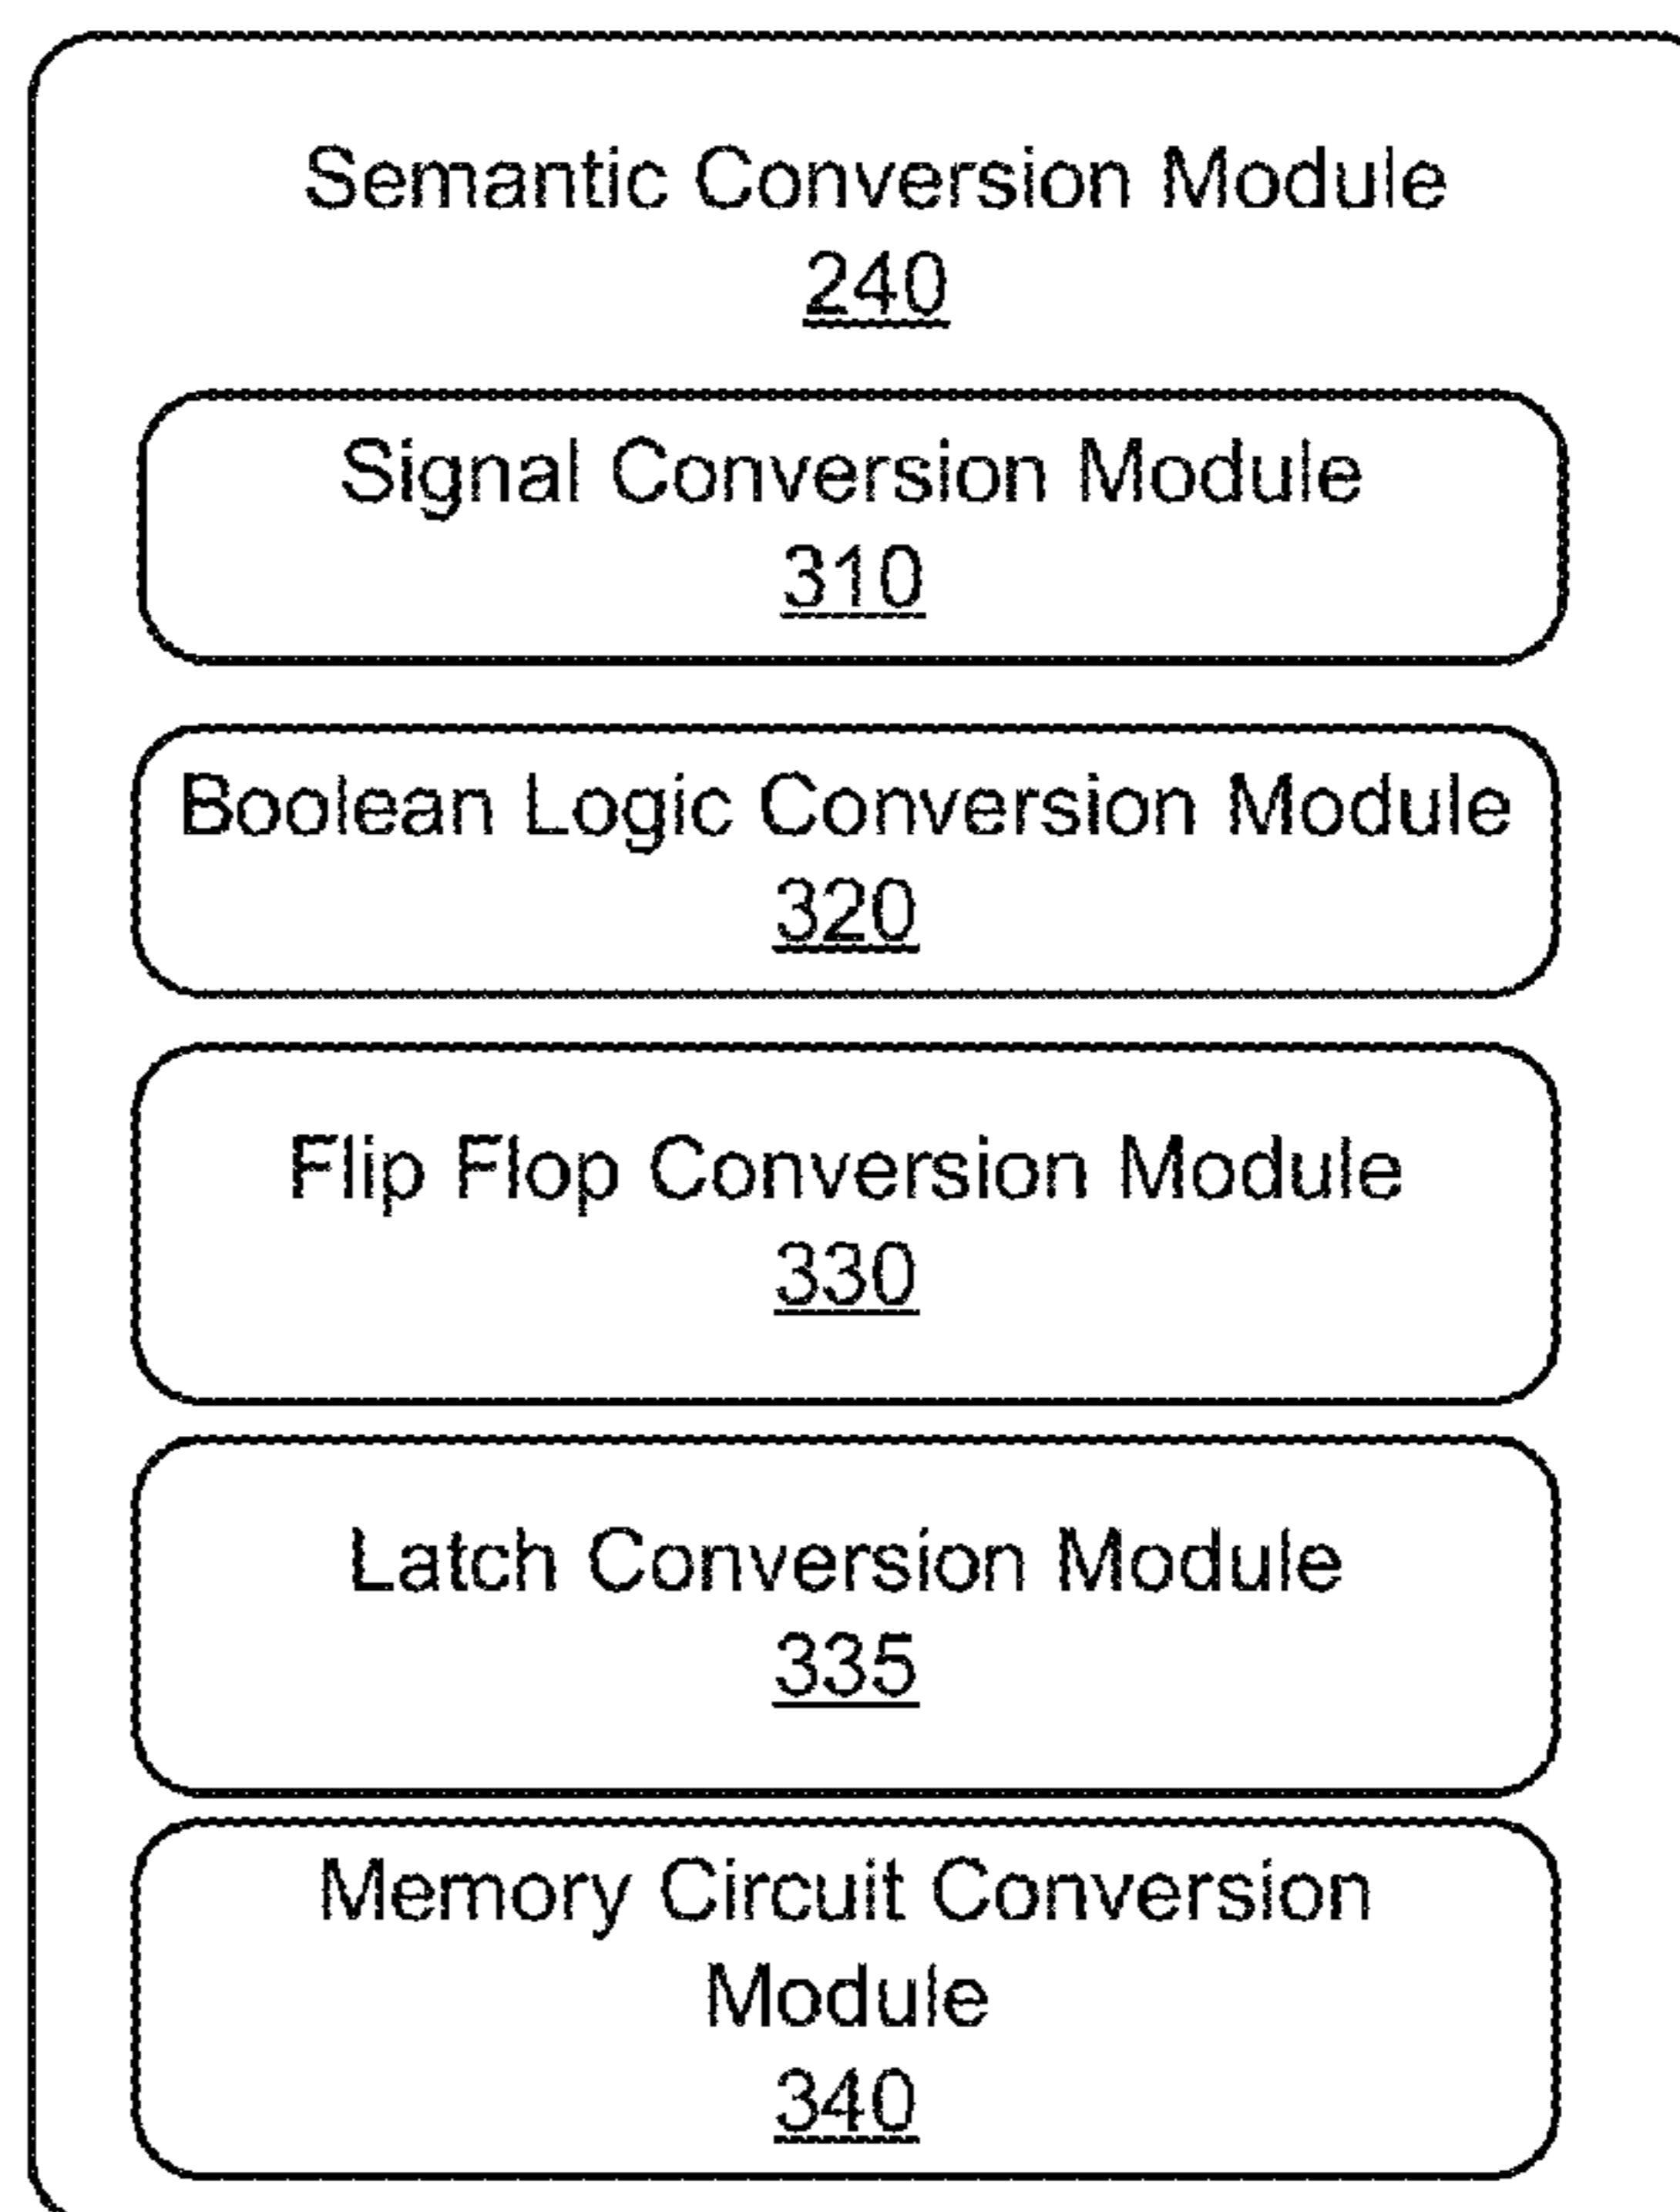 Semantic Conversion Module
240
Signal Conversion Module
310
Boolean Logic Conversion Module
320
Flip Flop Conversion Module
330
Latch Conversion Module
335
Memory Circuit Conversion
Module
340